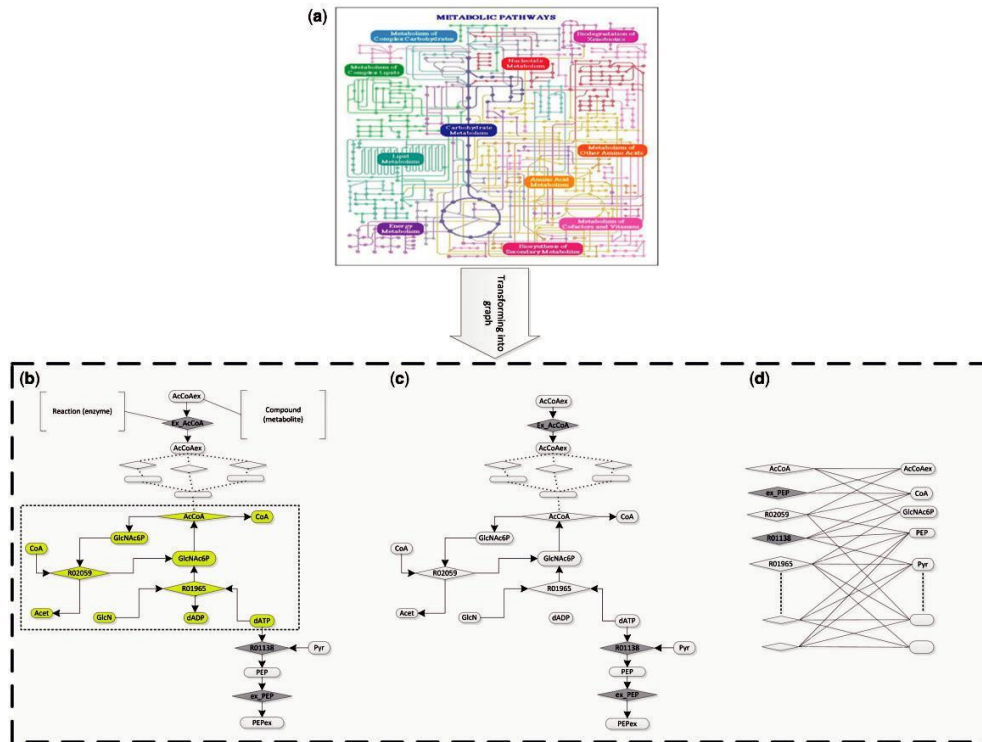 (a)
METABOLIC PATHWAYS
Metabolism of
Complex Carbohydrates
Biodegradation of
Xenobiotics
Nucleotide
Metabolism
Metabolism of
Complex Lipids
Carbohydrate
Metabolism
Lipid
Metabolism
Metabolism of
Other Amino Acids
Amino Acid
Metabolism
Energy
Metabolism
Metabolism of
Cofactors and Vitamins
Biosynthesis of
Secondary Metabolites
Transforming into
graph
(b)
AcCoAex
Reaction (enzyme)
Compound
(metabolite)
Ex_AcCoA
AcCoAex
AcCoA
CoA
GlcNAc6P
CoA
GlcNAc6P
R02059
R01965
Acet
GlcN
dADP
dATP
R01138
Pyr
PEP
ex_PEP
PEPex
(c)
AcCoAex
Ex_AcCoA
AcCoAex
AcCoA
CoA
GlcNAc6P
CoA
GlcNAc6P
R02059
R01965
Acet
GlcN
dADP
dATP
R01138
Pyr
PEP
ex_PEP
PEPex
(d)
AcCoA
AcCoAex
ex_PEP
CoA
R02059
GlcNAc6P
R01138
PEP
R01965
Pyr